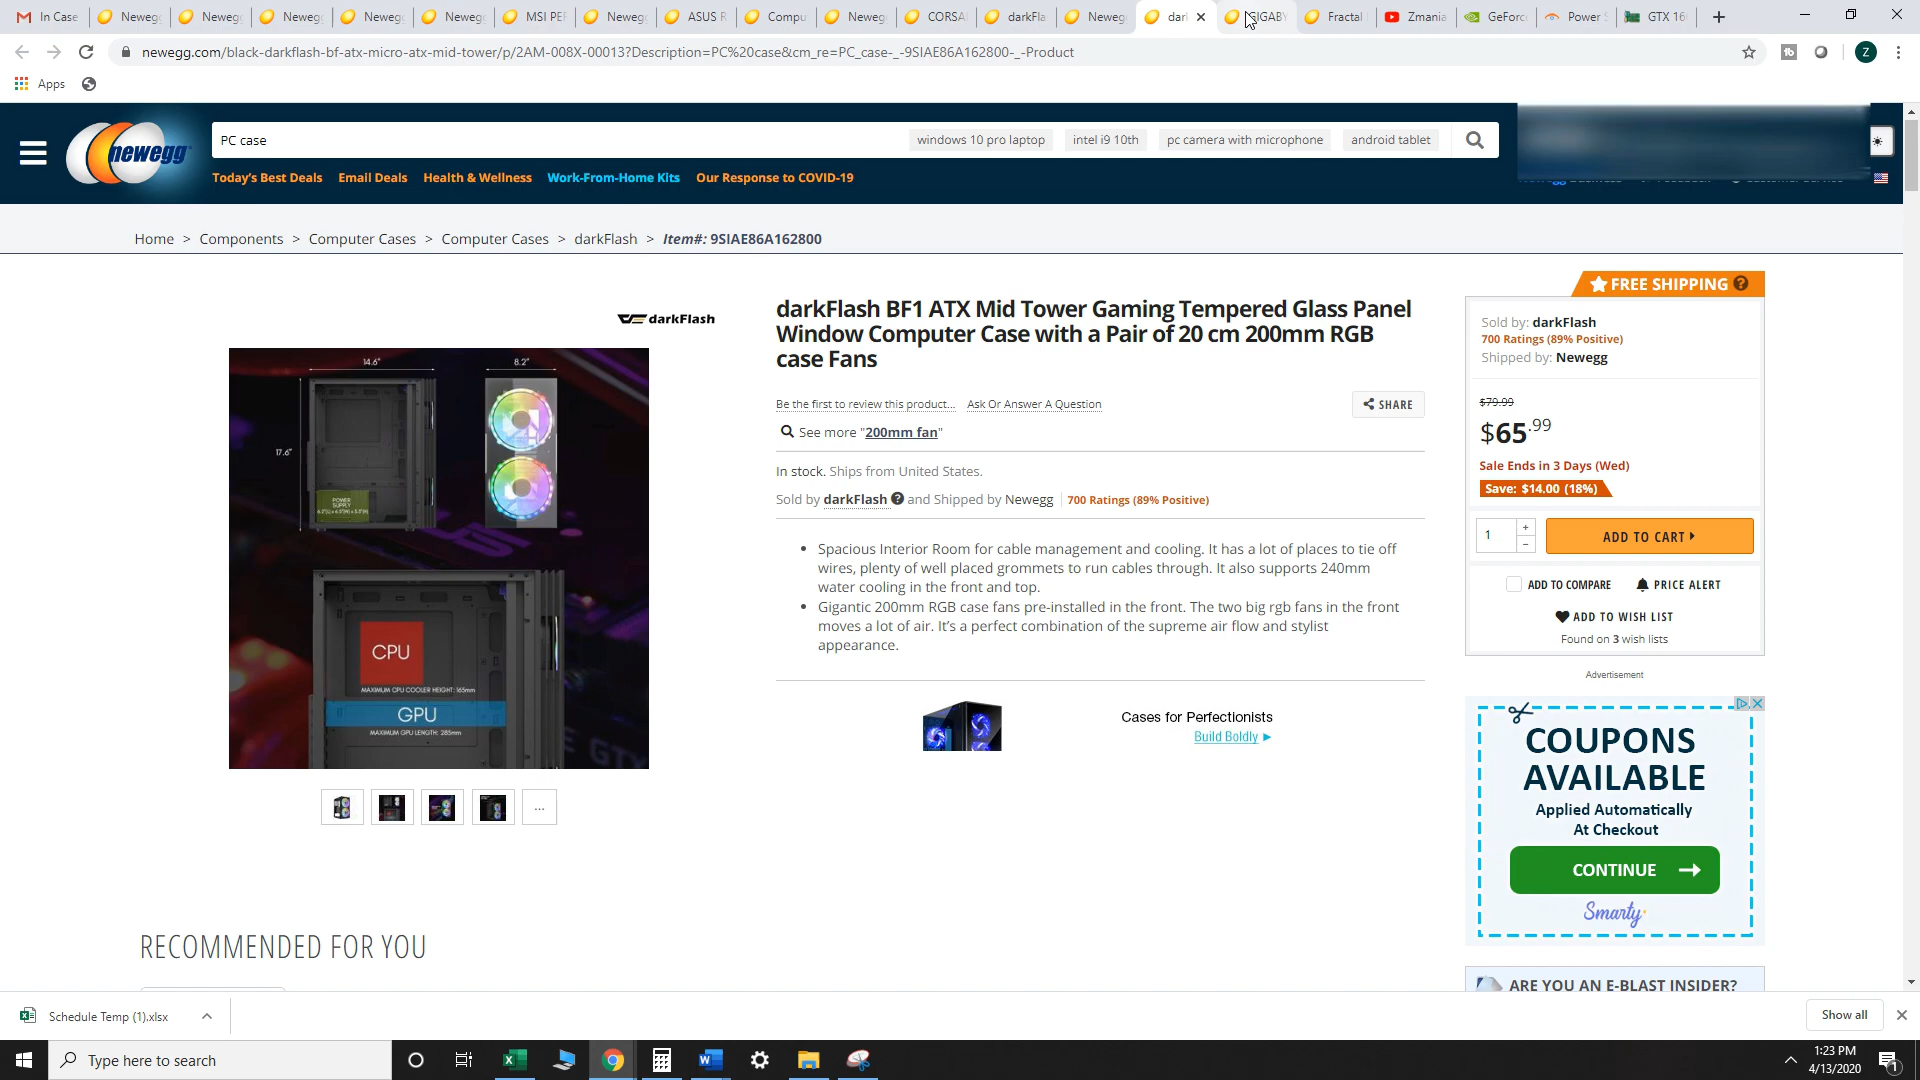 In Case
Newegg
Newegg
Newegg
Newegg
Newegg
MSI PEF
Newegg
ASUS R
Compu
Newegg
CORSA
darkFla
Newegg
dar
GIGABY
Fractal
Zmania
GeForc
Power S
GTX 16
newegg.com/black-darkflash-bf-atx-micro-atx-mid-tower/p/2AM-008X-00013?Description=PC%20case&cm_re=PC_case-_-9SIAE86A162800-_-Product
Z
Apps
newegg
PC case
windows 10 pro laptop
intel i9 10th
pc camera with microphone
android tablet
Today's Best Deals
Email Deals
Health & Wellness
Work-From-Home Kits
Our Response to COVID-19
Home > Components > Computer Cases > Computer Cases > darkFlash > Item#: 9SIAE86A162800
darkFlash
14.6"
8.2"
17.6"
POWER
SUPPLY
CPU
MAXIMUM CPU COOLER HEIGHT: 165mm
GPU
MAXIMUM GPU LENGTH: 285mm
...
darkFlash BF1 ATX Mid Tower Gaming Tempered Glass Panel
Window Computer Case with a Pair of 20 cm 200mm RGB
case Fans
Be the first to review this product...
Ask Or Answer A Question
SHARE
See more "200mm fan"
In stock. Ships from United States.
Sold by darkFlash ? and Shipped by Newegg | 700 Ratings (89% Positive)
• Spacious Interior Room for cable management and cooling. It has a lot of places to tie off
wires, plenty of well placed grommets to run cables through. It also supports 240mm
water cooling in the front and top.
• Gigantic 200mm RGB case fans pre-installed in the front. The two big rgb fans in the front
moves a lot of air. It's a perfect combination of the supreme air flow and stylist
appearance.
Cases for Perfectionists
Build Boldly
FREE SHIPPING ?
Sold by: darkFlash
700 Ratings (89% Positive)
Shipped by: Newegg
$79.99
$65.99
Sale Ends in 3 Days (Wed)
Save: $14.00 (18%)
1
+
-
ADD TO CART
ADD TO COMPARE
PRICE ALERT
ADD TO WISH LIST
Found on 3 wish lists
Advertisement
COUPONS
AVAILABLE
Applied Automatically
At Checkout
CONTINUE
Smarty
ARE YOU AN E-BLAST INSIDER?
RECOMMENDED FOR YOU
Schedule Temp (1).xlsx
Show all
Type here to search
1:23 PM
4/13/2020
1